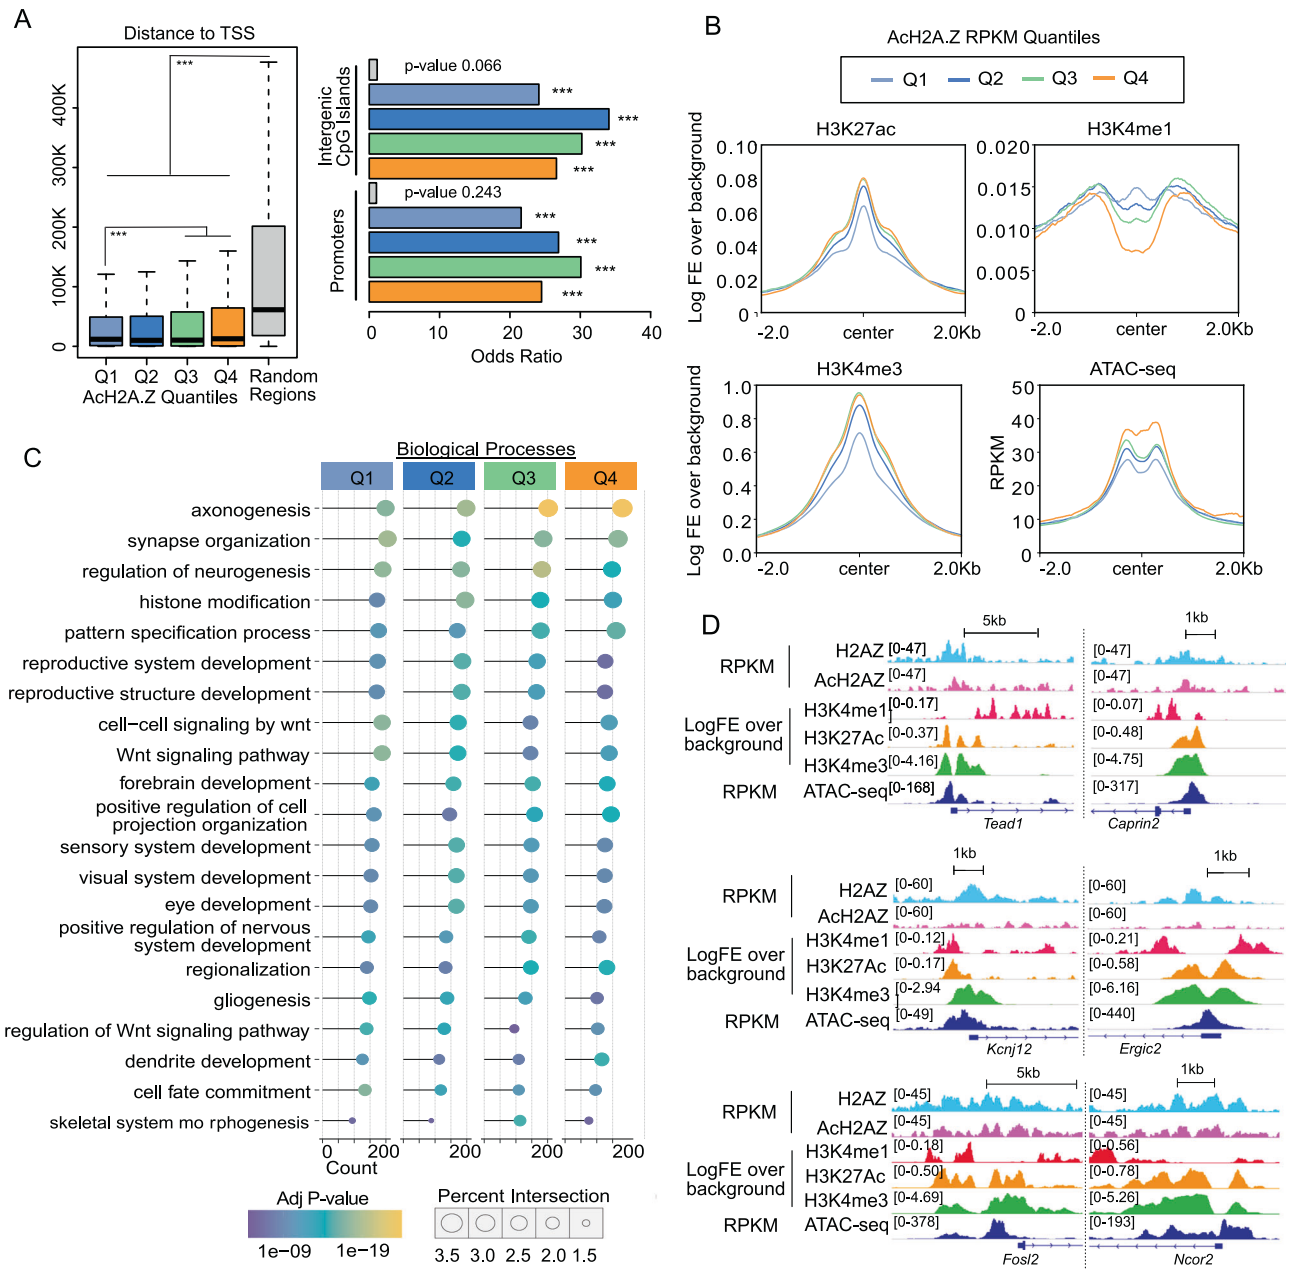 A
Distance to TSS
***
***
0
100K
200K
300K
400K
Q1
Q2
Q3
Q4
Random
Regions
AcH2A.Z Quantiles
Intergenic
CpG Islands
p-value 0.066
***
***
***
***
Promoters
p-value 0.243
***
***
***
***
0
10
20
30
40
Odds Ratio
B
AcH2A.Z RPKM Quantiles
Q1
Q2
Q3
Q4
H3K27ac
Log FE over background
0.10
0.08
0.06
0.04
0.02
0
-2.0
center
2.0Kb
H3K4me1
0.020
0.015
0.010
0.005
0
-2.0
center
2.0Kb
H3K4me3
Log FE over background
1.0
0.8
0.6
0.4
0.2
0.0
-2.0
center
2.0Kb
ATAC-seq
RPKM
50
40
30
20
10
0
-2.0
center
2.0Kb
C
Biological Processes
Q1
Q2
Q3
Q4
axonogenesis
synapse organization
regulation of neurogenesis
histone modification
pattern specification process
reproductive system development
reproductive structure development
cell−cell signaling by wnt
Wnt signaling pathway
forebrain development
positive regulation of cell
projection organization
sensory system development
visual system development
eye development
positive regulation of nervous
system development
regionalization
gliogenesis
regulation of Wnt signaling pathway
dendrite development
cell fate commitment
skeletal system mo rphogenesis
0
200
200
200
200
Count
Adj P-value
1e-09
1e-19
Percent Intersection
3.5
3.0
2.5
2.0
1.5
D
5kb
1kb
RPKM
H2AZ
[0-47]
[0-47]
AcH2AZ
[0-47]
[0-47]
LogFE over
background
H3K4me1
[0-0.17]
[0-0.07]
H3K27Ac
[0-0.37]
[0-0.48]
H3K4me3
[0-4.16]
[0-4.75]
RPKM
ATAC-seq
[0-168]
[0-317]
Tead1
Caprin2
1kb
1kb
RPKM
H2AZ
[0-60]
[0-60]
AcH2AZ
[0-60]
[0-60]
LogFE over
background
H3K4me1
[0-0.12]
[0-0.21]
H3K27Ac
[0-0.17]
[0-0.58]
H3K4me3
[0-2.94
]
[0-6.16]
RPKM
ATAC-seq
[0-49]
[0-440]
Kcnj12
Ergic2
5kb
1kb
RPKM
H2AZ
[0-45]
[0-45]
AcH2AZ
[0-45]
[0-45]
LogFE over
background
H3K4me1
[0-0.18]
[0-0.56]
H3K27Ac
[0-0.50]
[0-0.78]
H3K4me3
[0-4.69]
[0-5.26]
RPKM
ATAC-seq
[0-378]
[0-193]
Fosl2
Ncor2